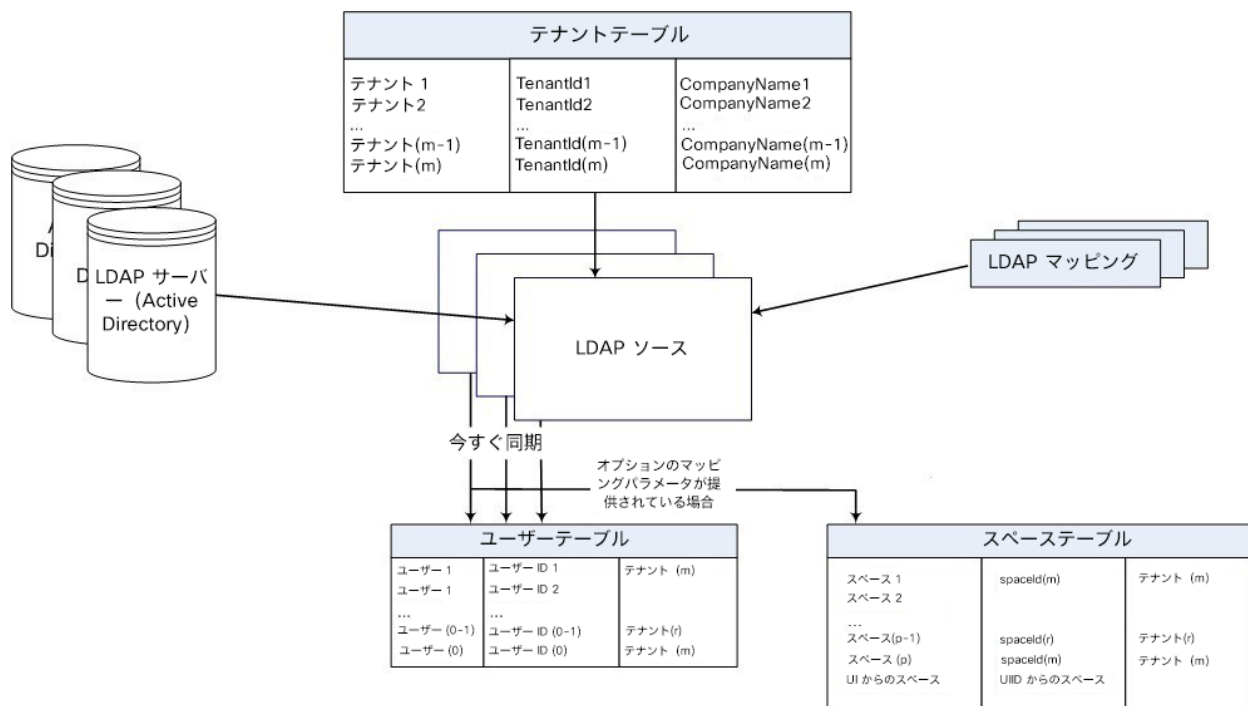 テナントテーブル
テナント 1
テナント2
...
テナント(m-1)
テナント(m)
TenantId1
TenantId2
...
TenantId(m-1)
TenantId(m)
CompanyName1
CompanyName2
...
CompanyName(m-1)
CompanyName(m)
LDAP サーバ
ー (Active
Directory)
LDAP マッピング
LDAP ソース
今すぐ同期
オプションのマッピ
ングパラメータが提
供されている場合
ユーザーテーブル
ユーザー 1
ユーザー 1
...
ユーザー (0-1)
ユーザー (0)
ユーザー ID 1
ユーザー ID 2
...
ユーザー ID (0-1)
ユーザー ID (0)
テナント (m)
テナント(r)
テナント (m)
スペーステーブル
スペース 1
スペース 2
...
スペース(p-1)
スペース (p)
UI からのスペース
spaceId(m)
spaceId(r)
spaceId(m)
UIID からのスペース
テナント (m)
テナント(r)
テナント (m)